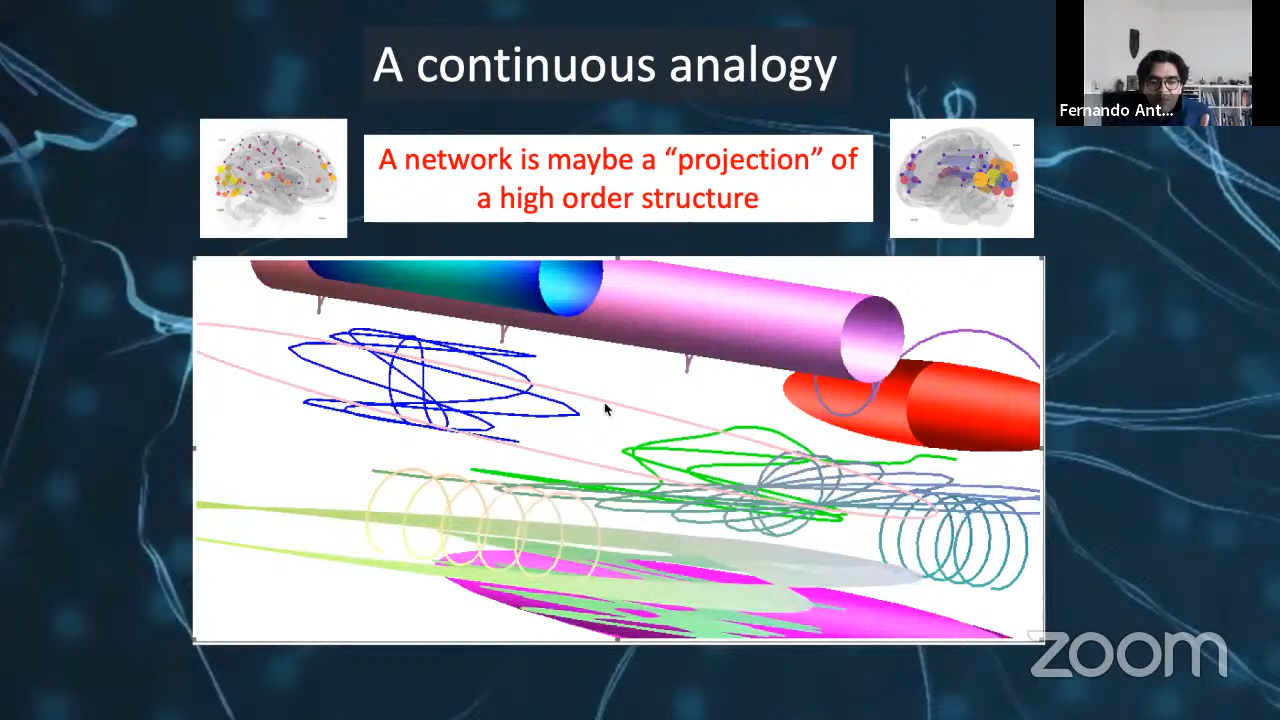 A continuous analogy
Fernando Ant...
A network is maybe a “projection” of
a high order structure
zoom